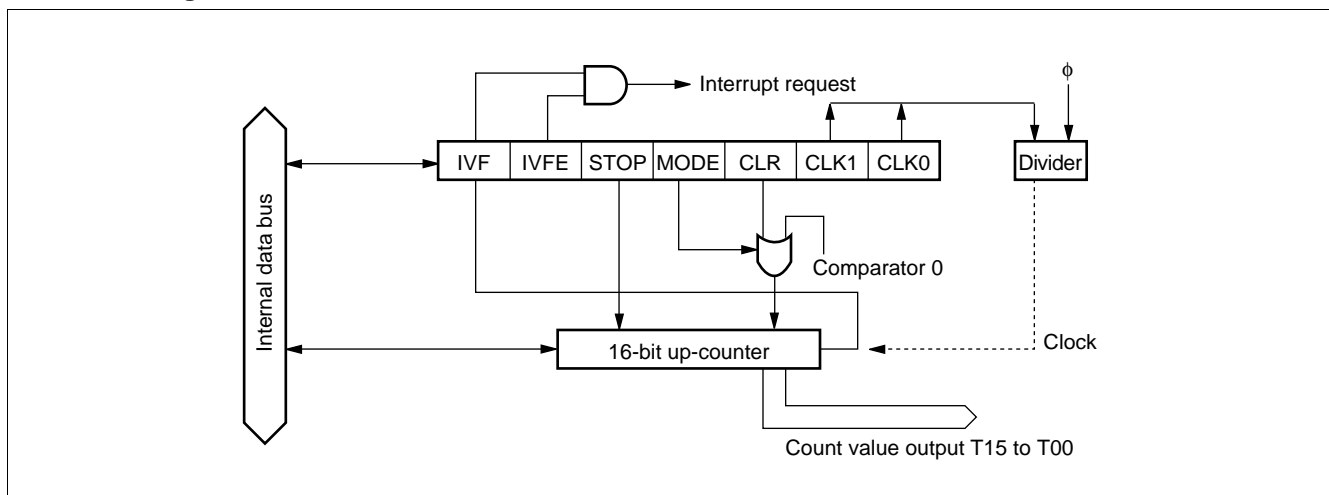 Interrupt request
ϕ
IVF IVFE STOP MODE CLR CLK1 CLK0
Divider
Internal data bus
Comparator 0
16-bit up-counter
Clock
Count value output T15 to T00